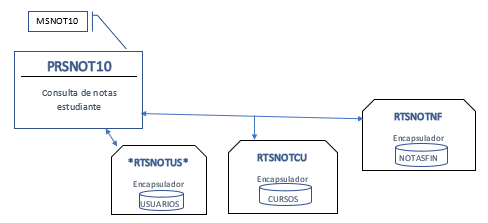 MSNOT10
PRSNOT10
Consulta de notas
estudiante
RTSNOTNF
Encapsulador
NOTASFIN
*RTSNOTUS*
Encapsulador
USUARIOS
RTSNOTCU
Encapsulador
CURSOS